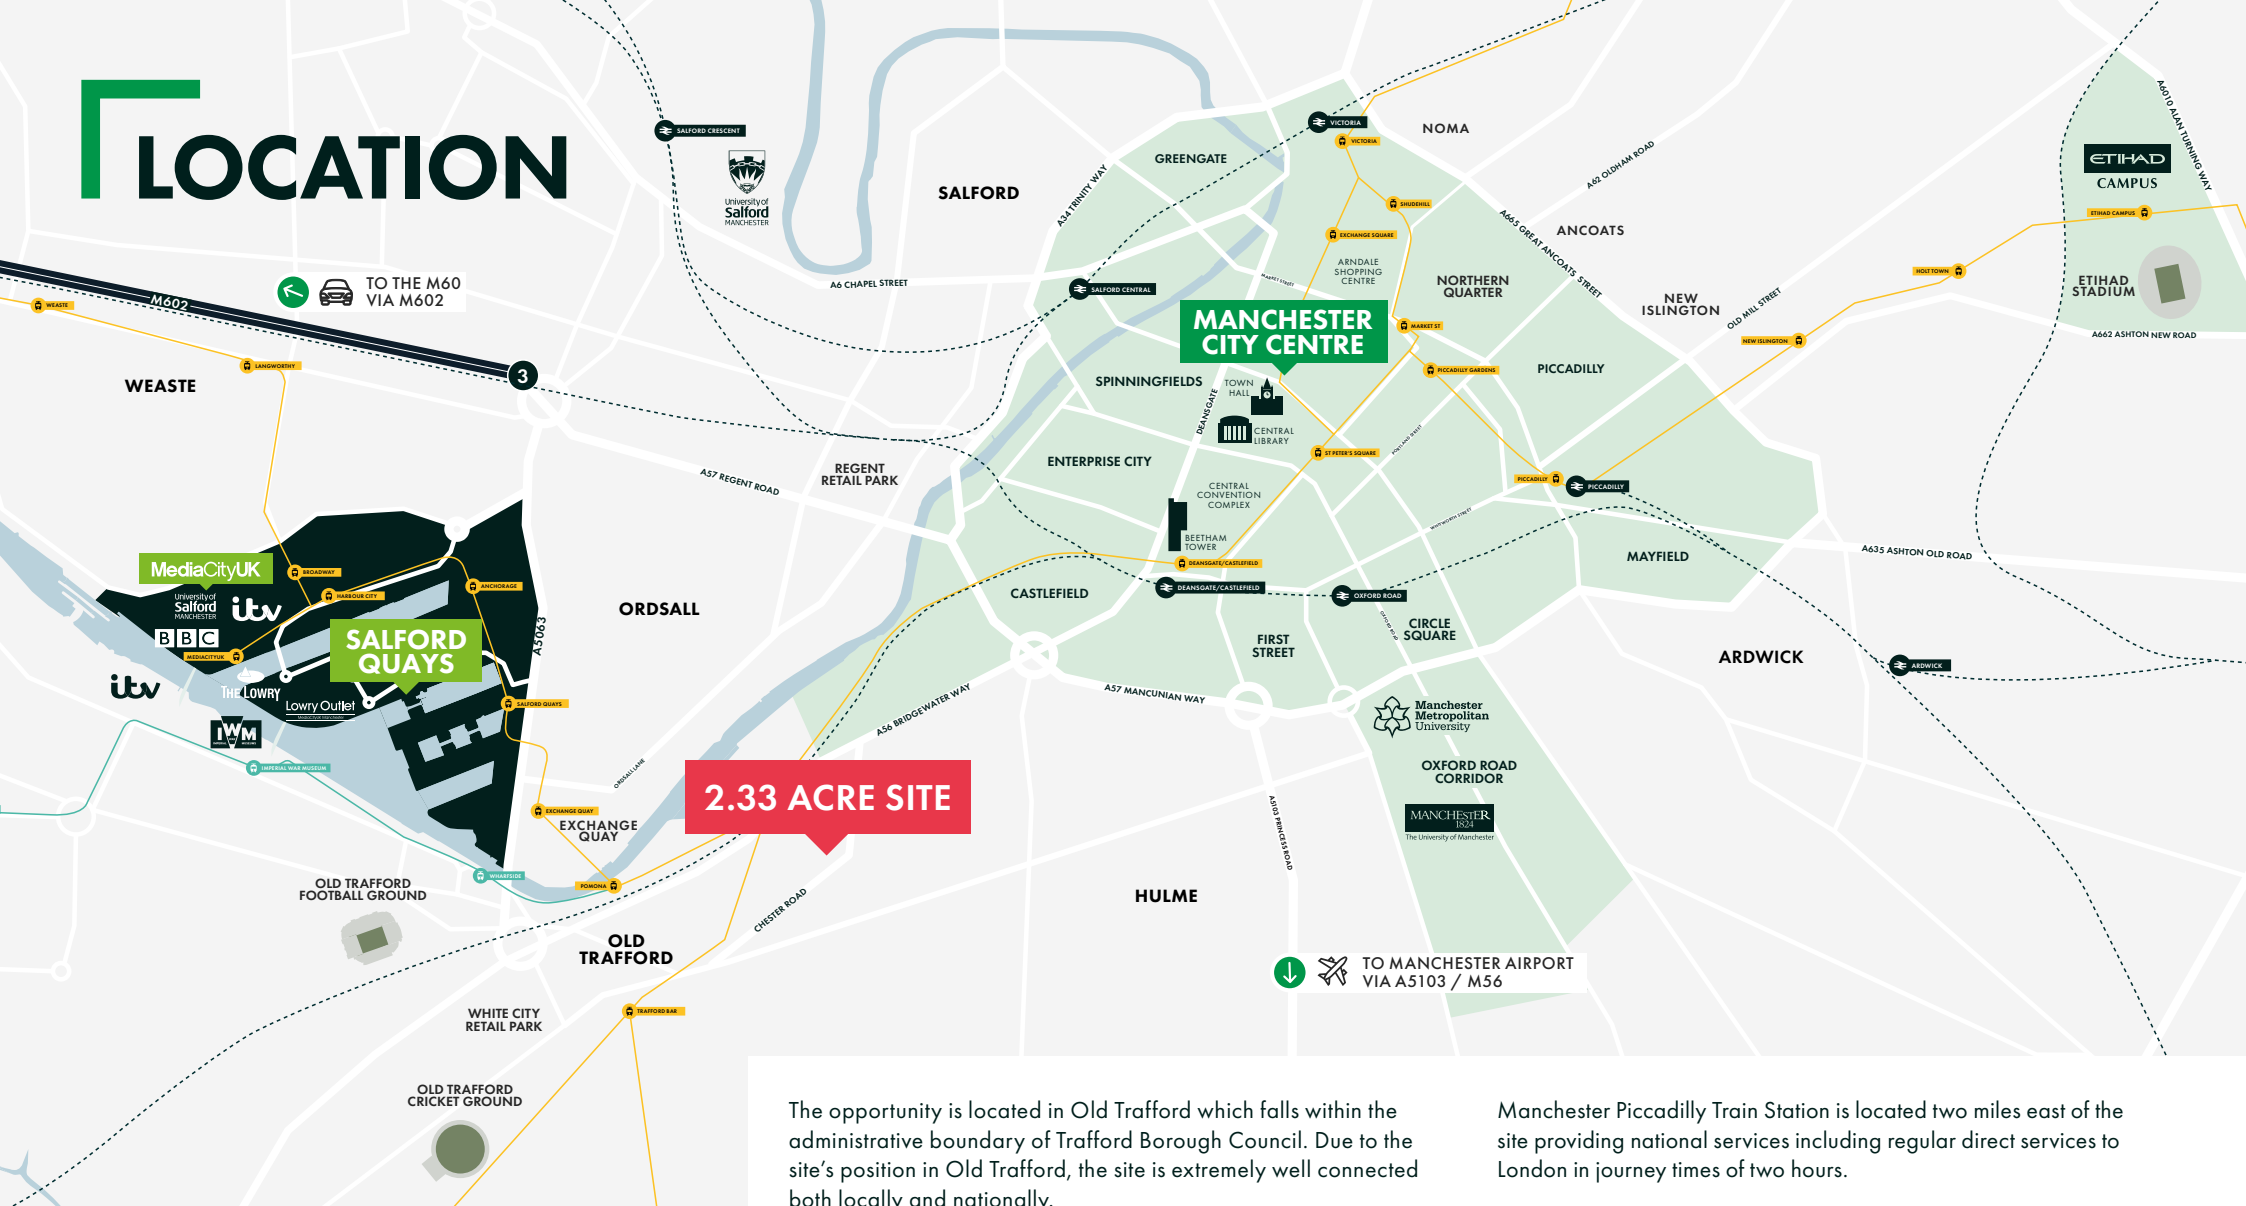 LOCATION
SALFORD CRESCENT
University of
Salford
MANCHESTER
SALFORD
A34 TRINITY WAY
GREENGATE
VICTORIA
VICTORIA
NOMA
SHUDEHILL
EXCHANGE SQUARE
A62 OLDHAM ROAD
ANCOATS
A665 GREAT ANCOATS STREET
A6010 ALAN TURNING WAY
ETIHAD
CAMPUS
ETIHAD CAMPUS
ETIHAD
STADIUM
HOLT TOWN
A662 ASHTON NEW ROAD
M602
TO THE M60
VIA M602
WEASTE
LANGWORTHY
WEASTE
3
A6 CHAPEL STREET
SALFORD CENTRAL
MARKET STREET
ARNDALE
SHOPPING
CENTRE
NORTHERN
QUARTER
NEW
ISLINGTON
OLD MILL STREET
NEW ISLINGTON
MANCHESTER
CITY CENTRE
MARKET ST
PICCADILLY GARDENS
PICCADILLY
SPINNINGFIELDS
DEANSGATE
TOWN
HALL
CENTRAL
LIBRARY
ST PETER'S SQUARE
PORTLAND STREET
ENTERPRISE CITY
REGENT
RETAIL PARK
A57 REGENT ROAD
CENTRAL
CONVENTION
COMPLEX
BEETHAM
TOWER
PICCADILLY
PICCADILLY
WHITWORTH STREET
MAYFIELD
A635 ASHTON OLD ROAD
DEANSGATE/CASTLEFIELD
DEANSGATE/CASTLEFIELD
CASTLEFIELD
OXFORD ROAD
OXFORD ROAD
FIRST
STREET
CIRCLE
SQUARE
ARDWICK
ARDWICK
MediaCityUK
University of
Salford
MANCHESTER
itv
BBC
MEDIACITYUK
itv
THE LOWRY
Lowry Outlet
IWM
IMPERIAL WAR MUSEUM
BROADWAY
HARBOUR CITY
ANCHORAGE
SALFORD
QUAYS
A5063
ORDSALL
SALFORD QUAYS
ORDSALL LANE
EXCHANGE QUAY
EXCHANGE
QUAY
A56 BRIDGEWATER WAY
A57 MANCUNIAN WAY
Manchester
Metropolitan
University
OXFORD ROAD
CORRIDOR
MANCHESTER
1824
The University of Manchester
A5103 PRINCESS ROAD
2.33 ACRE SITE
WHARFSIDE
POMONA
OLD TRAFFORD
FOOTBALL GROUND
CHESTER ROAD
HULME
OLD
TRAFFORD
TO MANCHESTER AIRPORT
VIA A5103 / M56
WHITE CITY
RETAIL PARK
TRAFFORD BAR
OLD TRAFFORD
CRICKET GROUND
The opportunity is located in Old Trafford which falls within the
administrative boundary of Trafford Borough Council. Due to the
site's position in Old Trafford, the site is extremely well connected
both locally and nationally.
Manchester Piccadilly Train Station is located two miles east of the
site providing national services including regular direct services to
London in journey times of two hours.